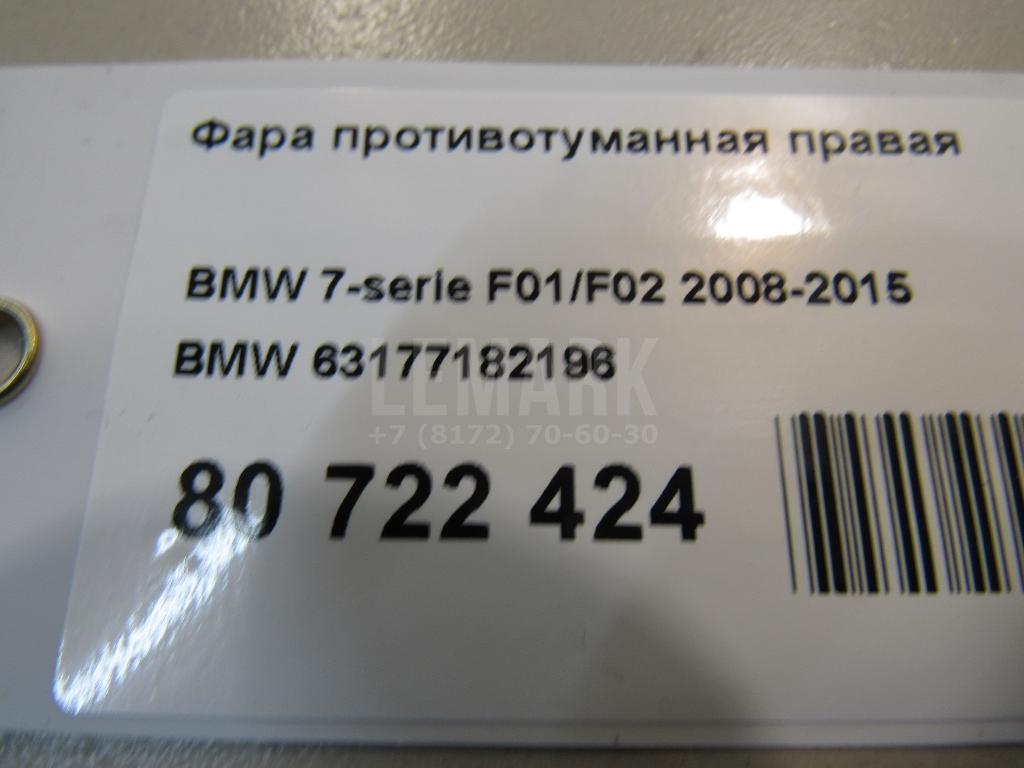 Фара противотуманная правая
BMW 7-serie F01/F02 2008-2015
BMW 63177182196
LEMARK
+7 (8172) 70-60-30
80 722 424